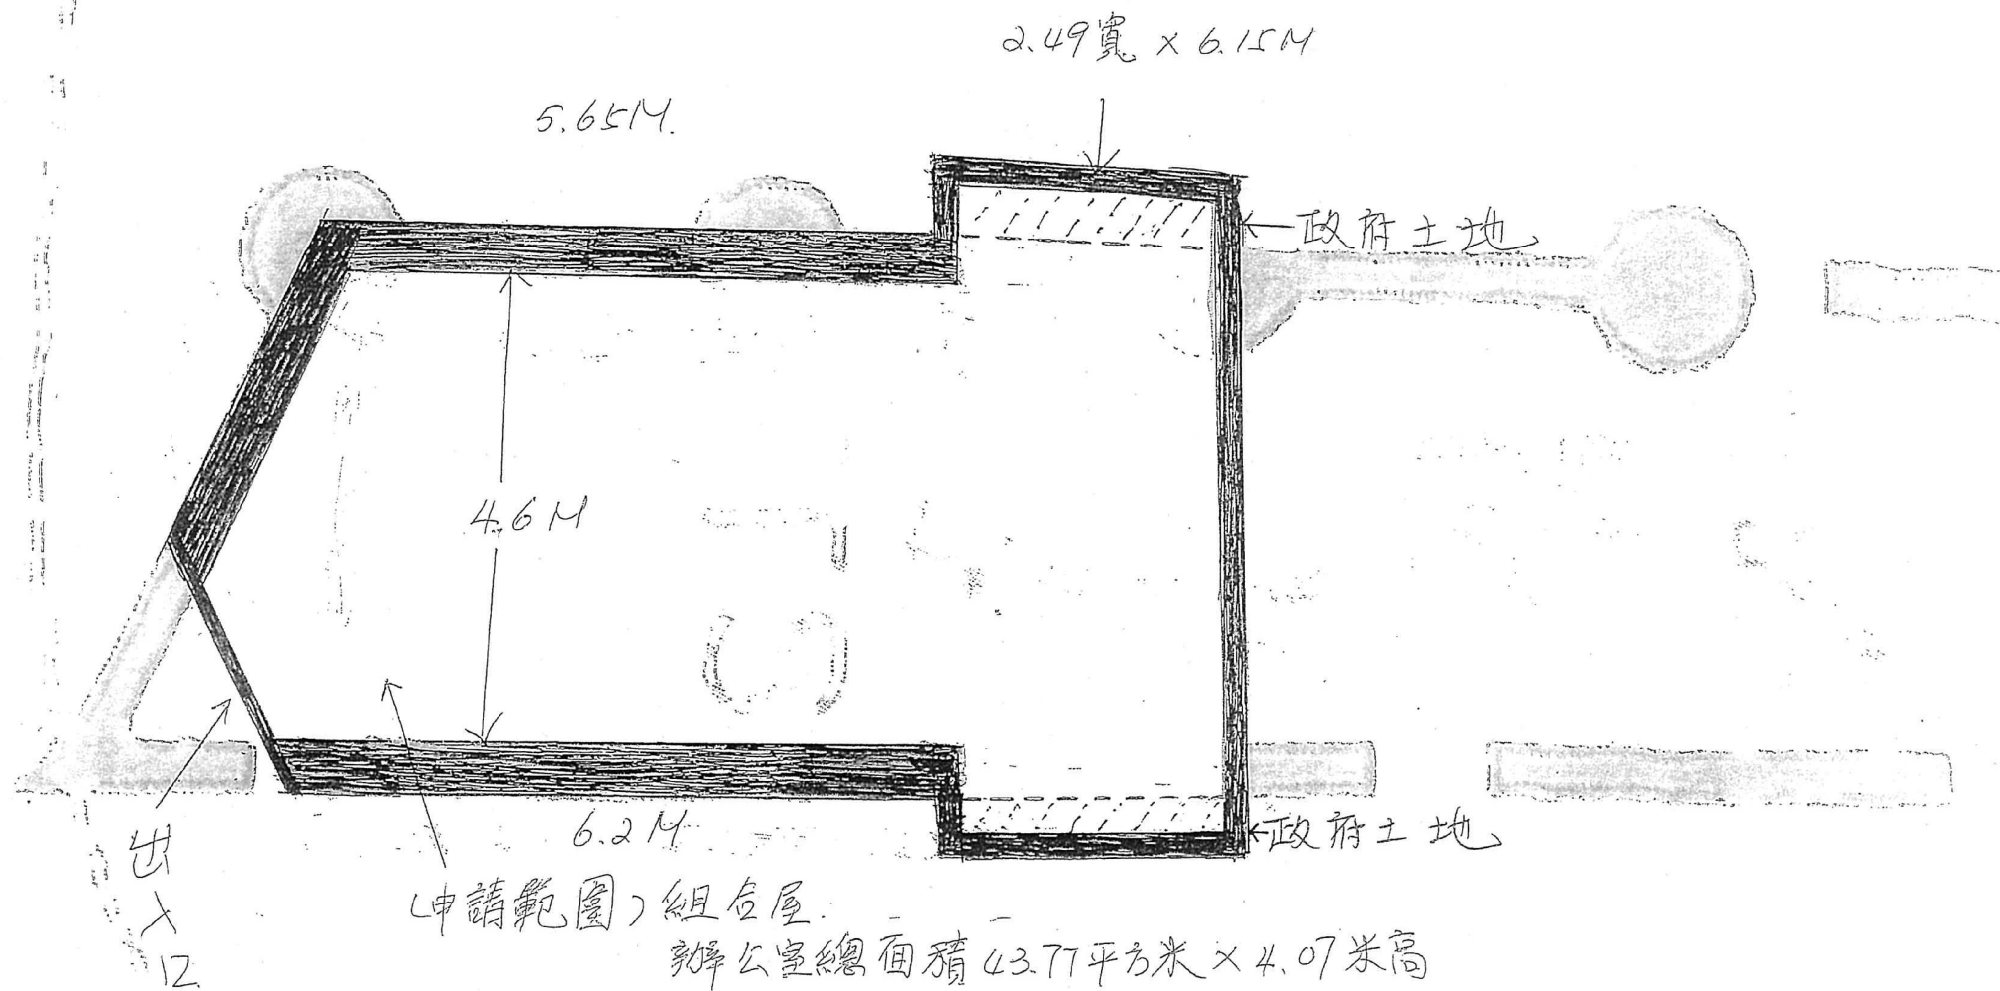 2.49寬 × 6.15M
5.65M.
政府土地
4.6M
6.2M
政府土地
出入口
(申請範圍)組合屋.
辦公室總面積43.77平方米×4.07米高